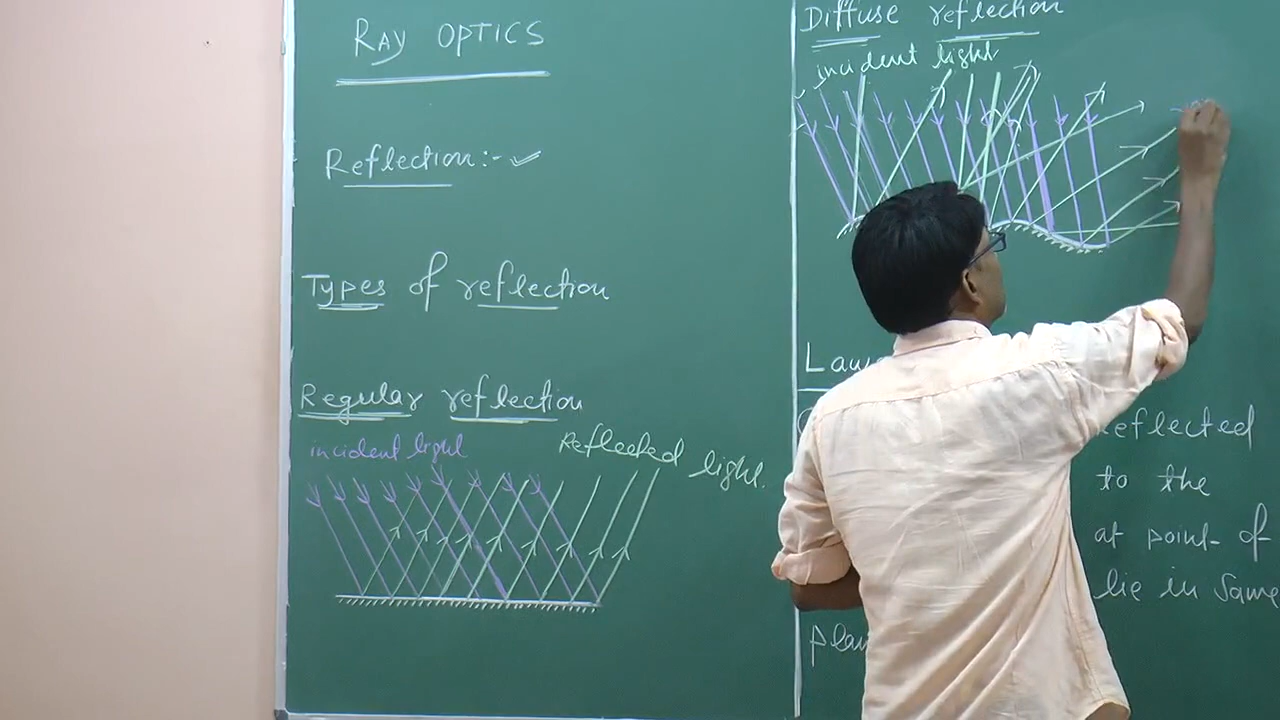 Ray OPTICS
Reflection:-
Types of reflection
Regular reflection
incident light
Reflected light.
Diffuse reflection
incident light
Law
eflected
to the
at point of
lie in Same
plan